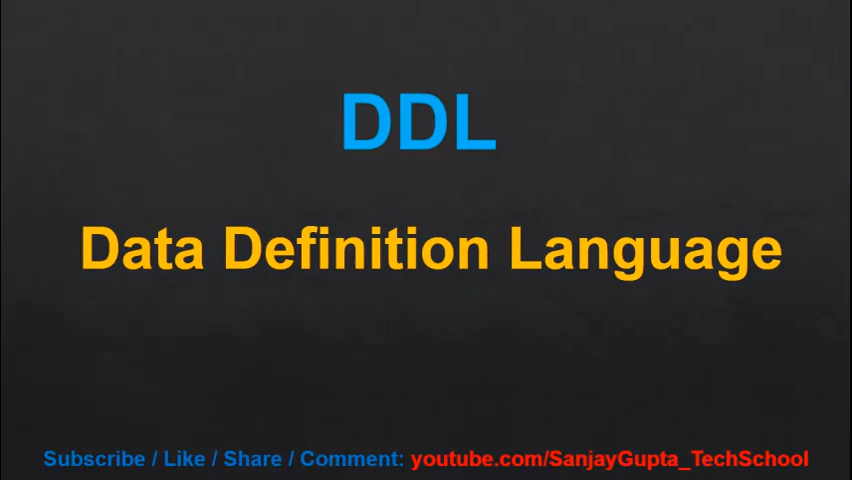 DDL
Data Definition Language
Subscribe / Like / Share / Comment: youtube.com/SanjayGupta_TechSchool